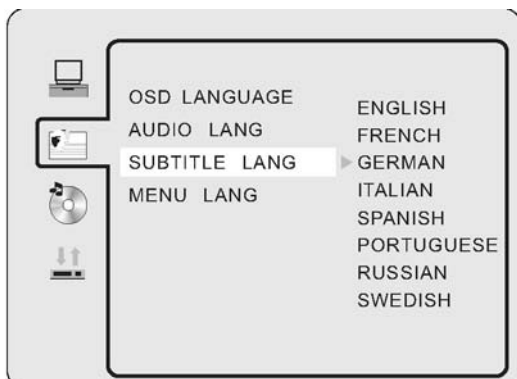 OSD LANGUAGE
AUDIO LANG
SUBTITLE LANG
MENU LANG
ENGLISH
FRENCH
GERMAN
ITALIAN
SPANISH
PORTUGUESE
RUSSIAN
SWEDISH